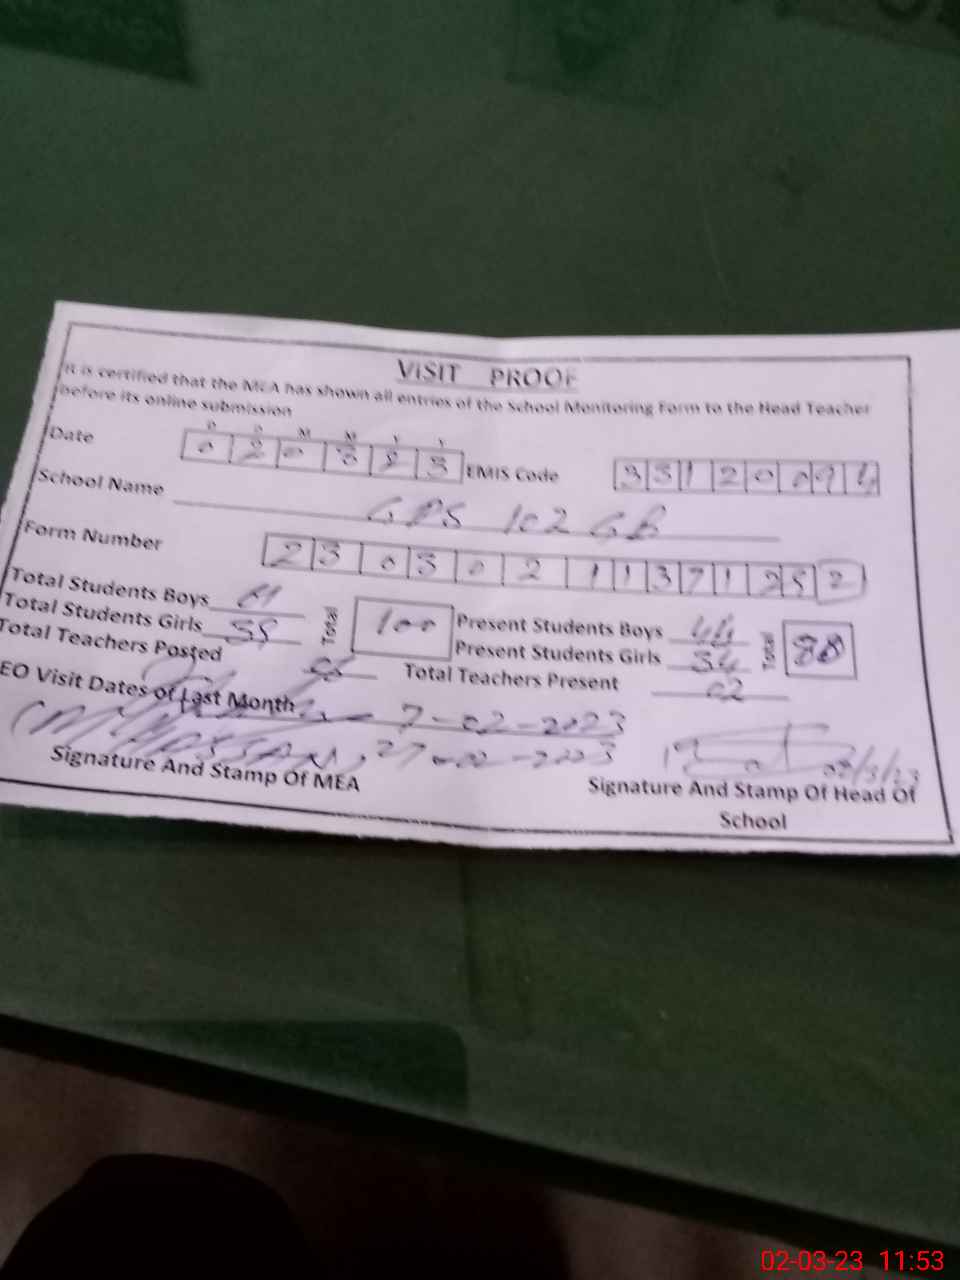 VISIT PROOF
It is certified that the MEA has shown all entries of the School Monitoring Form to the Head Teacher
before its online submission
D D M M Y Y
Date 0 2 0 3 2 3 EMIS Code 3 3 1 2 0 0 9 4
School Name GPS 102 GB
Form Number 2 3 0 3 0 2 1 1 3 7 1 2 5 2
Total Students Boys Total 100 Present Students Boys 44 Total 88
Total Students Girls Present Students Girls
Total Teachers Posted Total Teachers Present 02
EO Visit Dates of Last Month 7-02-2023
27-02-2023
02/3/23
Signature And Stamp Of MEA Signature And Stamp Of Head Of
School
02-03-23 11:53